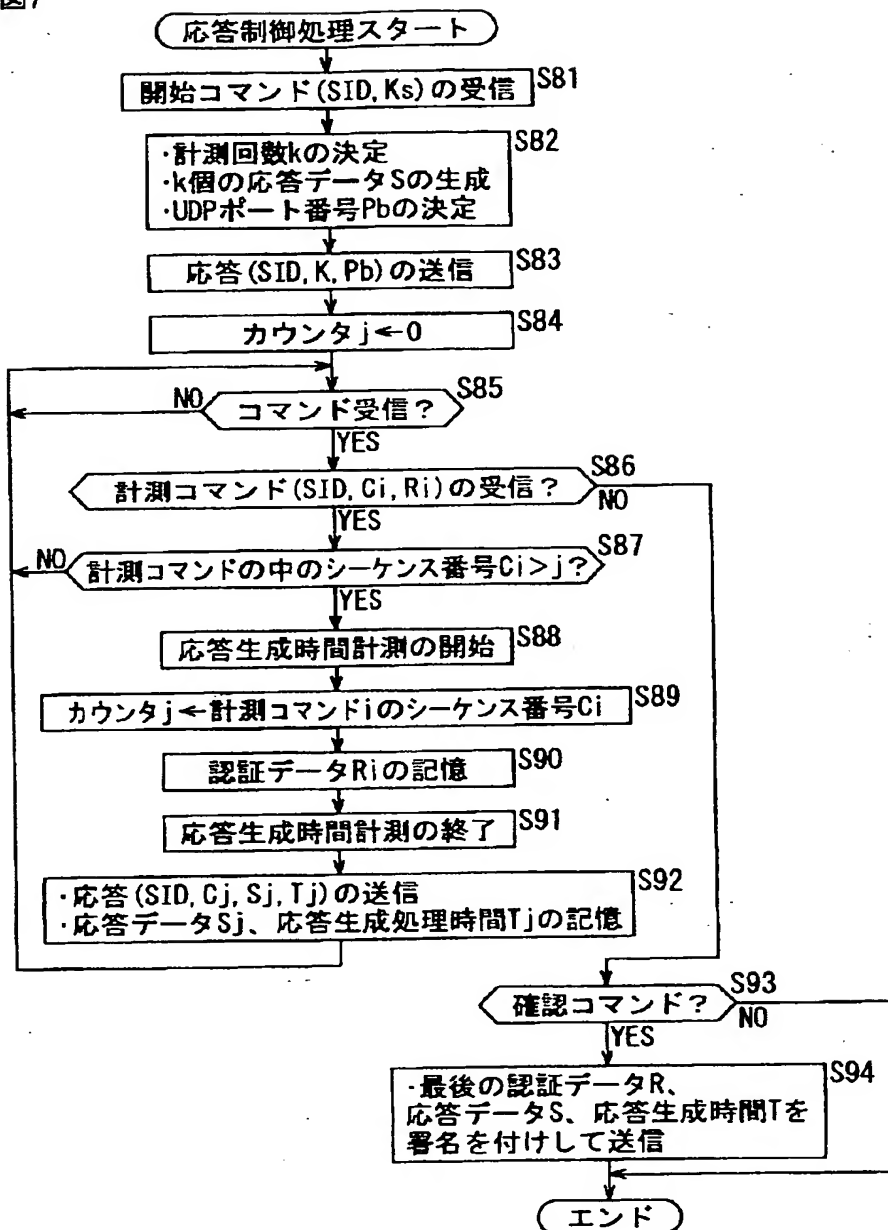 図7
応答制御処理スタート
開始コマンド(SID,Ks)の受信
S81
・計測回数kの決定
・k個の応答データSの生成
・UDPポート番号Pbの決定
S82
応答(SID,K,Pb)の送信
S83
カウンタj←0
S84
コマンド受信?
S85
NO
YES
計測コマンド(SID,Ci,Ri)の受信?
S86
NO
YES
計測コマンドの中のシーケンス番号Ci>j?
S87
NO
YES
応答生成時間計測の開始
S88
カウンタj←計測コマンドiのシーケンス番号Ci
S89
認証データRiの記憶
S90
応答生成時間計測の終了
S91
・応答(SID,Cj,Sj,Tj)の送信
・応答データSj、応答生成処理時間Tjの記憶
S92
確認コマンド?
S93
NO
YES
・最後の認証データR、
応答データS、応答生成時間Tを
署名を付けして送信
S94
エンド